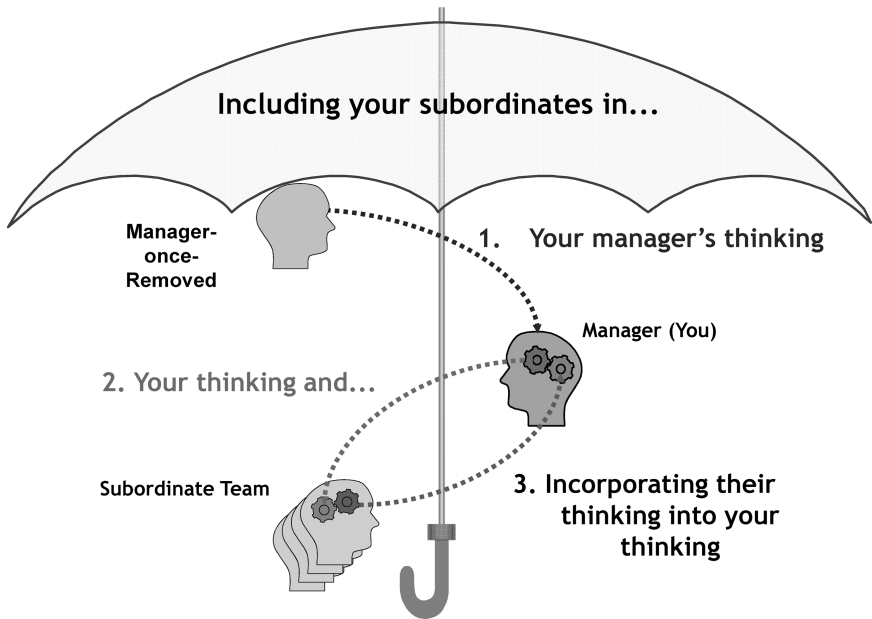 Including your subordinates in...
Manager-
once-
Removed
1. Your manager's thinking
Manager (You)
2. Your thinking and...
Subordinate Team
3. Incorporating their
thinking into your
thinking